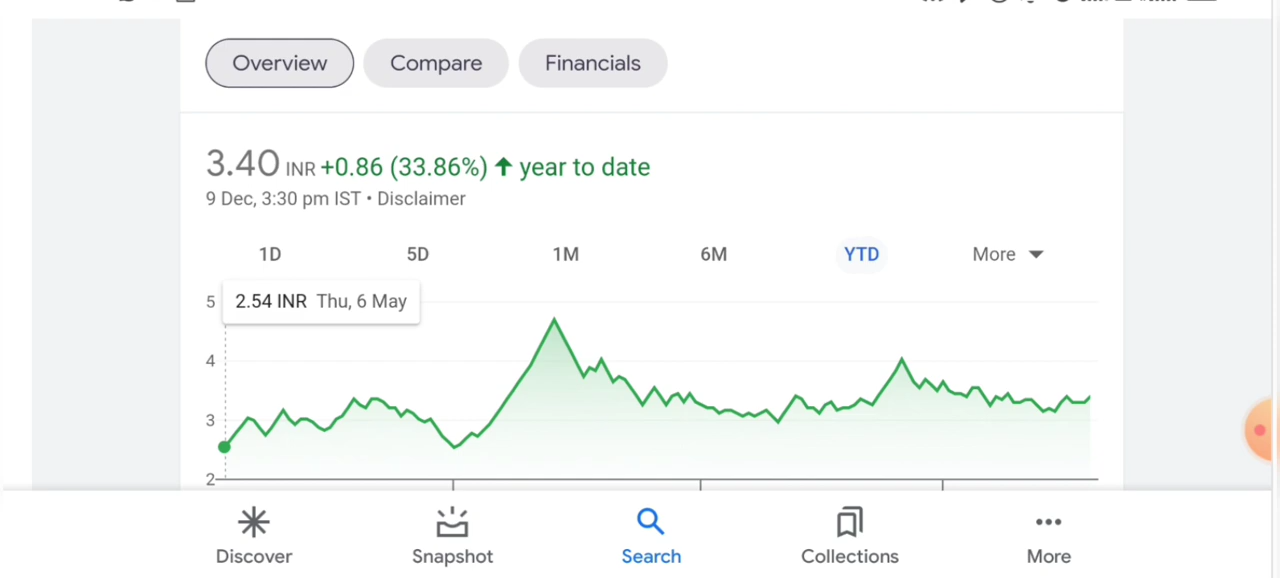 Overview Compare Financials
3.40 INR +0.86 (33.86%) ↑ year to date
9 Dec, 3:30 pm IST • Disclaimer
1D 5D 1M 6M YTD More
5 2.54 INR Thu, 6 May
4
3
2
Discover Snapshot Search Collections More